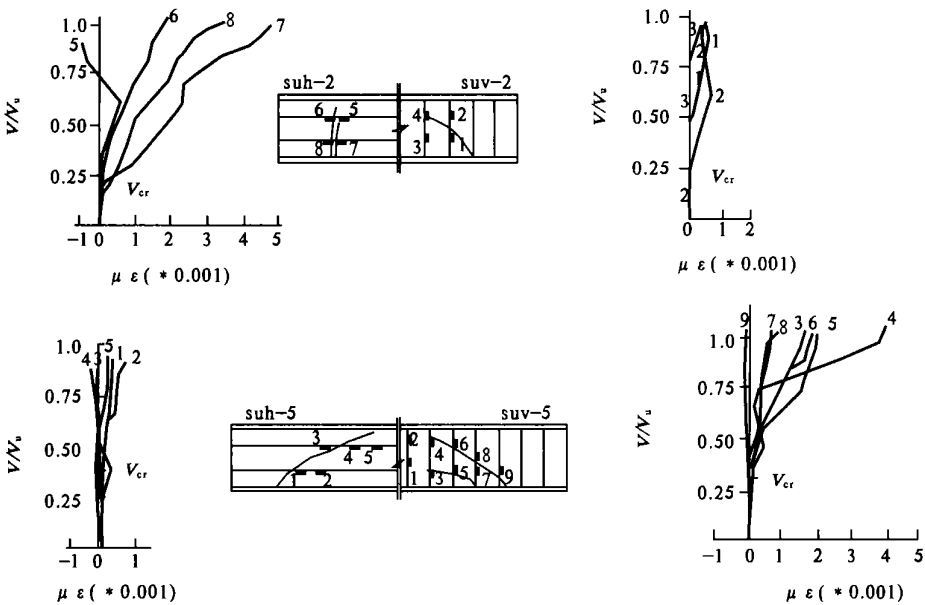 1.0
0.75
0.50
0.25
V/Vu
5
6
8
7
Vcr
-1 0 1 2 3 4 5
μ ε ( * 0.001)
suh-2
suv-2
6 5
8 7
4 2
3 1
1.0
0.75
0.50
0.25
V/Vu
3 1
2
1
2
3
2
Vcr
0 1 2
μ ε ( * 0.001)
1.0
0.75
0.50
0.25
V/Vu
4 3 5 1 2
Vcr
-1 0 1
μ ε ( * 0.001)
suh-5
suv-5
3
4 5
1 2
2 4 6 8
1 3 5 7 9
1.0
0.75
0.50
0.25
V/Vu
9 7 8 3 6 5 4
Vcr
-1 0 1 2 3 4 5
μ ε ( * 0.001)